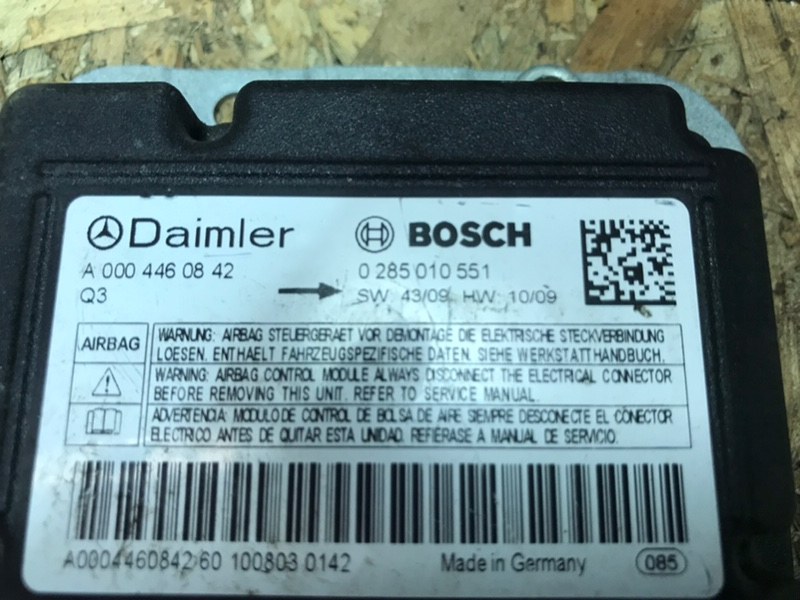 Daimler BOSCH
A 000 446 08 42 0 285 010 551
Q3 SW: 43/09 HW: 10/09
AIRBAG
WARNUNG: AIRBAG STEUERGERAET VOR DEMONTAGE DIE ELEKTRISCHE STECKVERBINDUNG
LOESEN. ENTHAELT FAHRZEUGSPEZIFISCHE DATEN. SIEHE WERKSTATTHANDBUCH.
WARNING: AIRBAG CONTROL MODULE ALWAYS DISCONNECT THE ELECTRICAL CONNECTOR
BEFORE REMOVING THIS UNIT. REFER TO SERVICE MANUAL.
ADVERTENCIA: MODULO DE CONTROL DE BOLSA DE AIRE SIEMPRE DESCONECTE EL CONECTOR
ELECTRICO ANTES DE QUITAR ESTA UNIDAD. REFIÉRASE A MANUAL DE SERVICIO.
A0004460842 60 100803 0142 Made in Germany 085